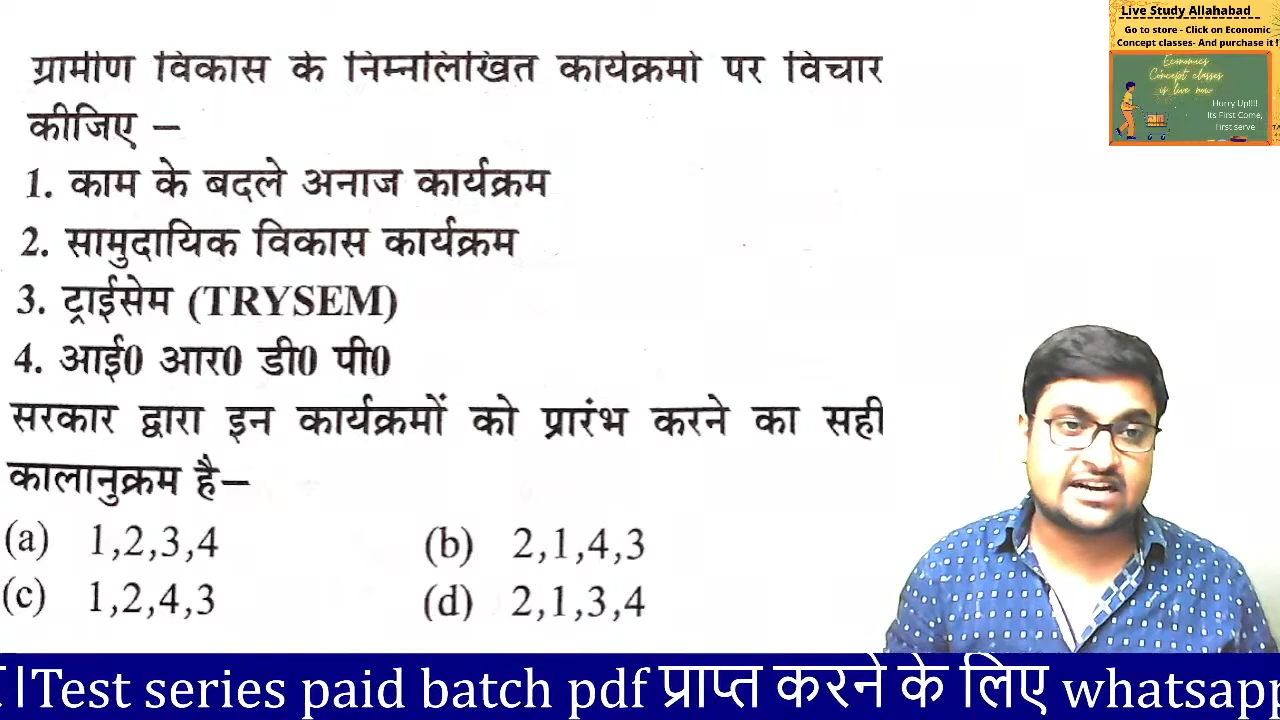 Live Study Allahabad
Go to store - Click on Economic
Concept classes- And purchase it !
Economics
Concept classes
is live now
Hurry Up!!!!
Its First Come,
First serve
ग्रामीण विकास के निम्नलिखित कार्यक्रमों पर विचार
कीजिए –
1. काम के बदले अनाज कार्यक्रम
2. सामुदायिक विकास कार्यक्रम
3. ट्राईसेम (TRYSEM)
4. आई0 आर0 डी0 पी0
सरकार द्वारा इन कार्यक्रमों को प्रारंभ करने का सही
कालानुक्रम है–
(a) 1,2,3,4 (b) 2,1,4,3
(c) 1,2,4,3 (d) 2,1,3,4
।Test series paid batch pdf प्राप्त करने के लिए whatsapp